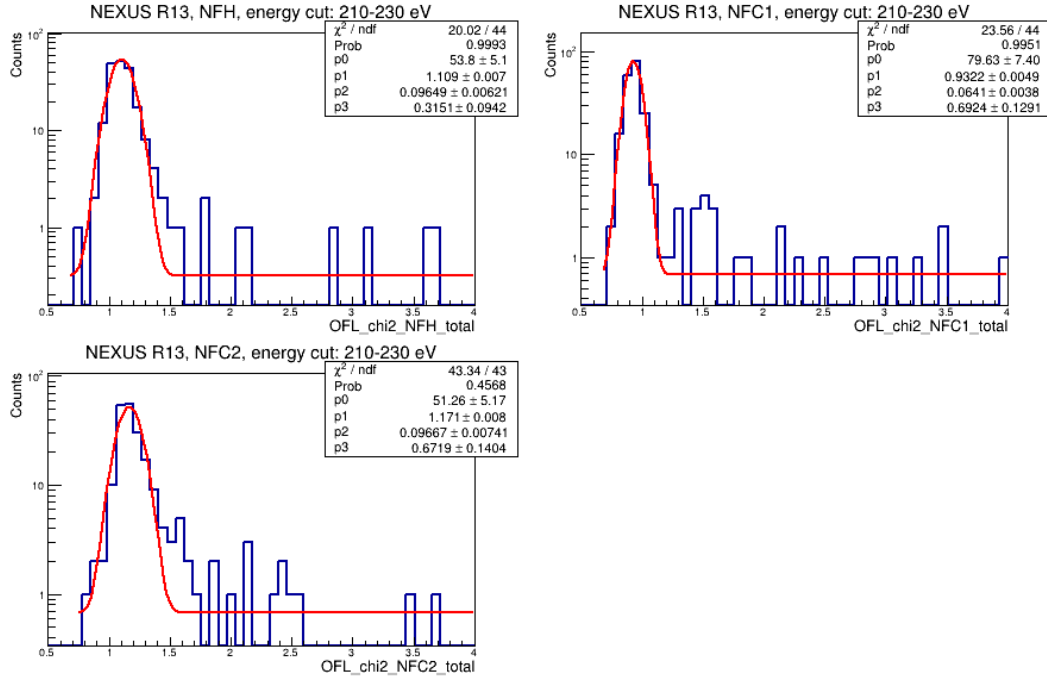 NEXUS R13, NFH, energy cut: 210-230 eV
χ² / ndf 20.02 / 44
Prob 0.9993
p0 53.8 ± 5.1
p1 1.109 ± 0.007
p2 0.09649 ± 0.00621
p3 0.3151 ± 0.0942
Counts
10²
10
1
0.5 1 1.5 2 2.5 3 3.5 4
OFL_chi2_NFH_total
NEXUS R13, NFC1, energy cut: 210-230 eV
χ² / ndf 23.56 / 44
Prob 0.9951
p0 79.63 ± 7.40
p1 0.9322 ± 0.0049
p2 0.0641 ± 0.0038
p3 0.6924 ± 0.1291
Counts
10²
10
1
0.5 1 1.5 2 2.5 3 3.5 4
OFL_chi2_NFC1_total
NEXUS R13, NFC2, energy cut: 210-230 eV
χ² / ndf 43.34 / 43
Prob 0.4568
p0 51.26 ± 5.17
p1 1.171 ± 0.008
p2 0.09667 ± 0.00741
p3 0.6719 ± 0.1404
Counts
10²
10
1
0.5 1 1.5 2 2.5 3 3.5 4
OFL_chi2_NFC2_total